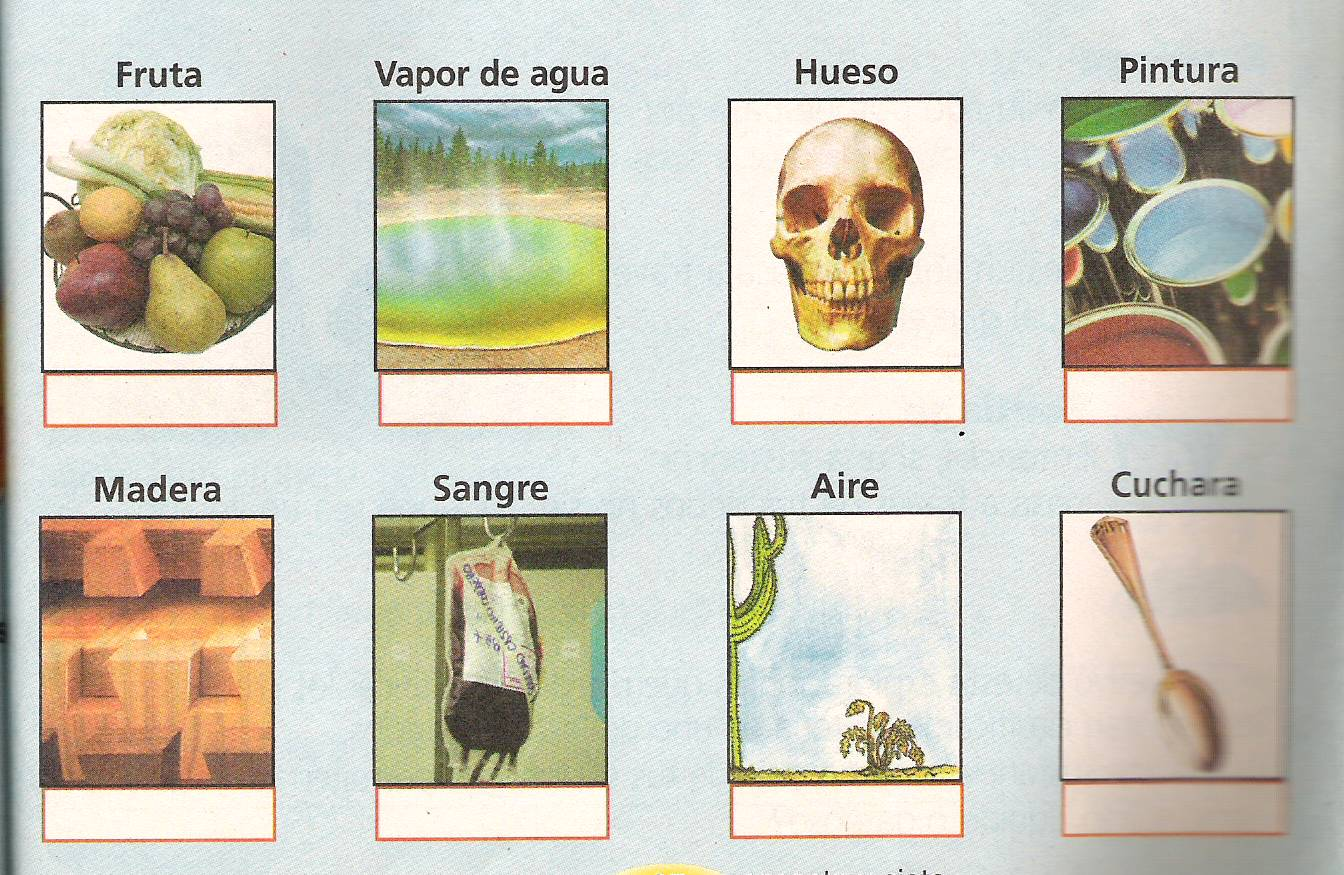 Fruta
Vapor de agua
Hueso
Pintura
Madera
Sangre
Aire
Cuchara